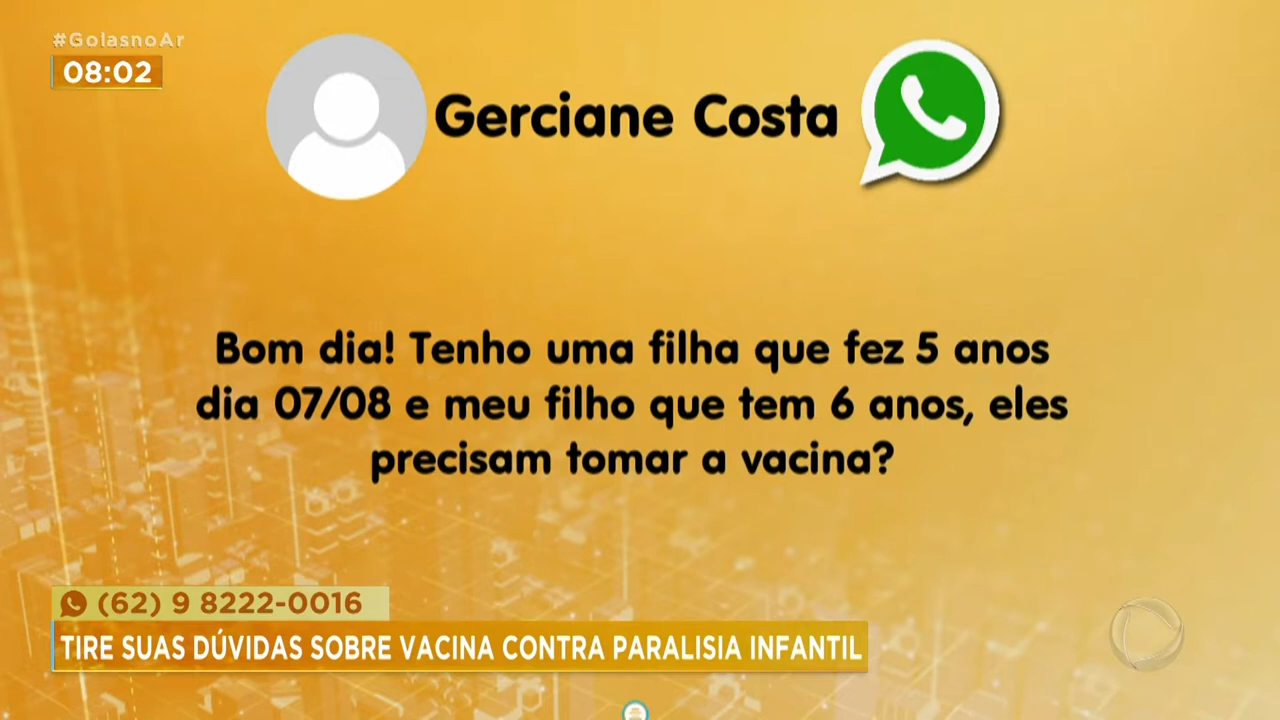 #GoiasnoAr
08:02
Gerciane Costa
Bom dia! Tenho uma filha que fez 5 anos
dia 07/08 e meu filho que tem 6 anos, eles
precisam tomar a vacina?
(62) 9 8222-0016
TIRE SUAS DÚVIDAS SOBRE VACINA CONTRA PARALISIA INFANTIL